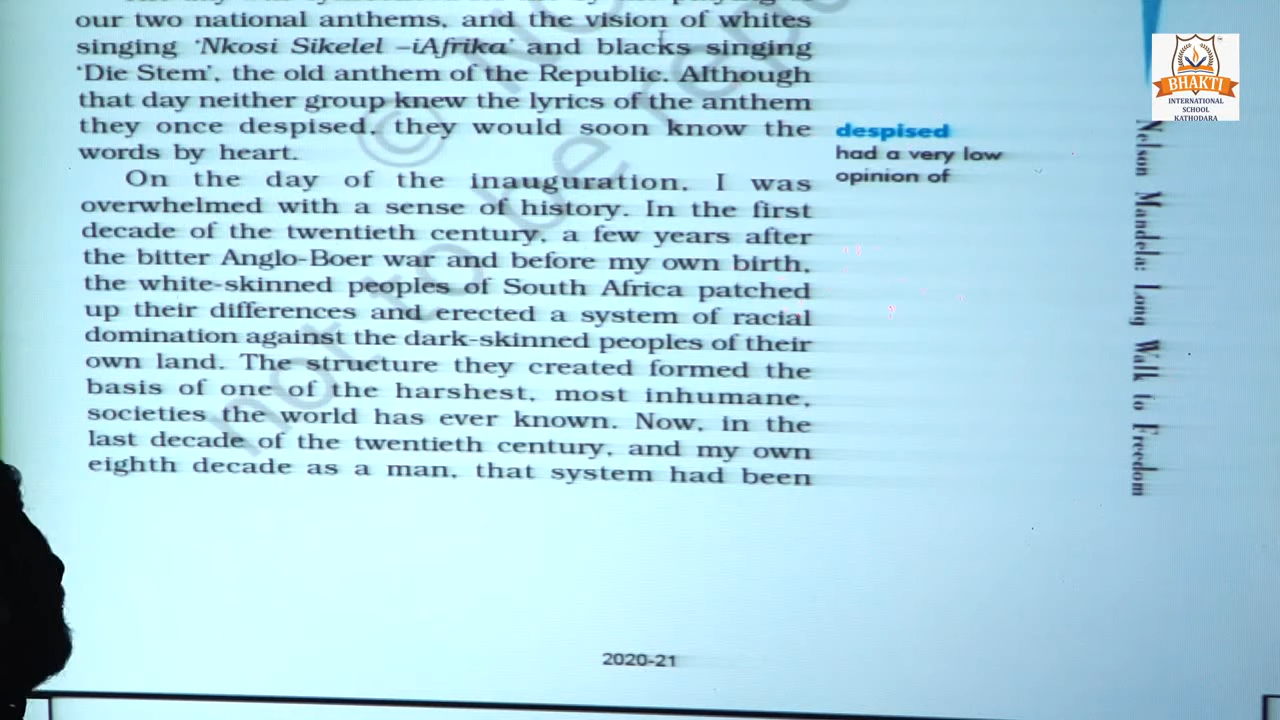 our two national anthems, and the vision of whites
singing 'Nkosi Sikelel –iAfrika' and blacks singing
'Die Stem', the old anthem of the Republic. Although
that day neither group knew the lyrics of the anthem
they once despised, they would soon know the
words by heart.
On the day of the inauguration, I was
overwhelmed with a sense of history. In the first
decade of the twentieth century, a few years after
the bitter Anglo-Boer war and before my own birth,
the white-skinned peoples of South Africa patched
up their differences and erected a system of racial
domination against the dark-skinned peoples of their
own land. The structure they created formed the
basis of one of the harshest, most inhumane,
societies the world has ever known. Now, in the
last decade of the twentieth century, and my own
eighth decade as a man, that system had been
despised
had a very low
opinion of
Nelson Mandela: Long Walk to Freedom
BHAKTI
INTERNATIONAL
SCHOOL
KATHODARA
not to be
2020-21